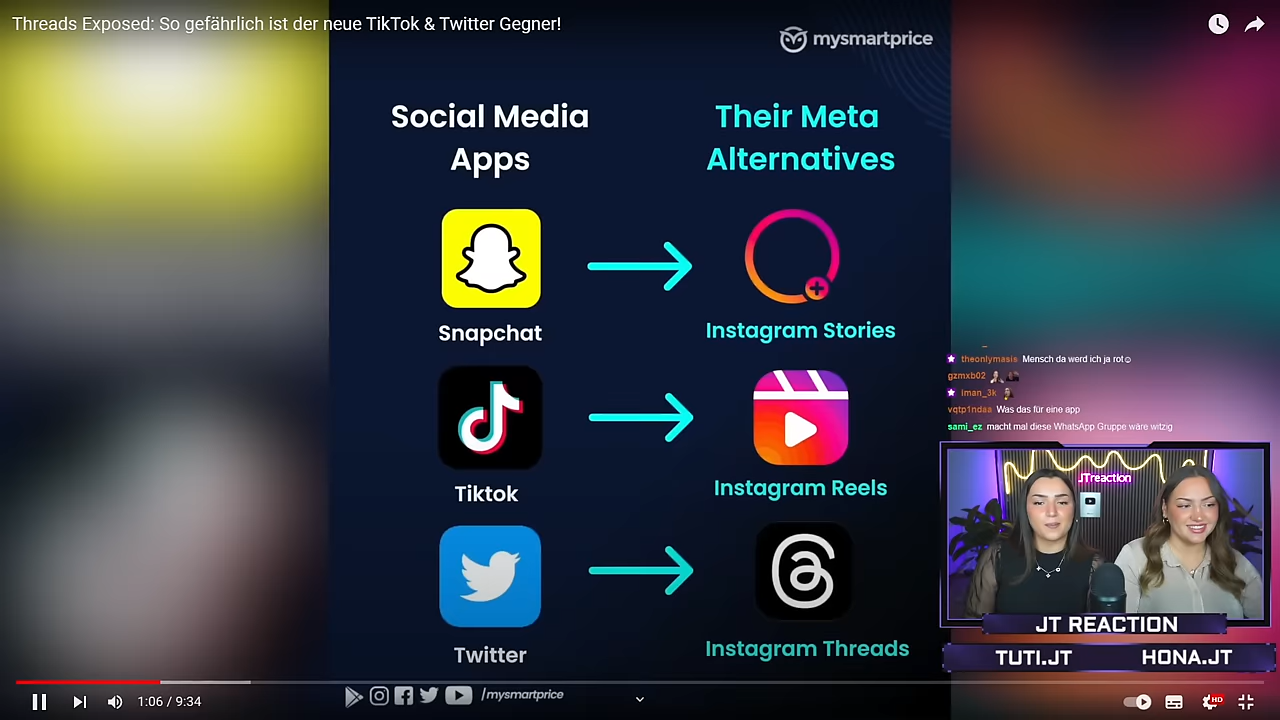 Threads Exposed: So gefährlich ist der neue TikTok & Twitter Gegner!
mysmartprice
Social Media
Apps
Their Meta
Alternatives
Snapchat
Instagram Stories
Tiktok
Instagram Reels
Twitter
Instagram Threads
theonlymasis Mensch da werd ich ja rot☺
gzmxb02
iman_3k
vqtp1ndaa Was das für eine app
sami_ez macht mal diese WhatsApp Gruppe wäre witzig
JTreaction
JT REACTION
TUTI.JT
HONA.JT
/mysmartprice
1:06 / 9:34
HD